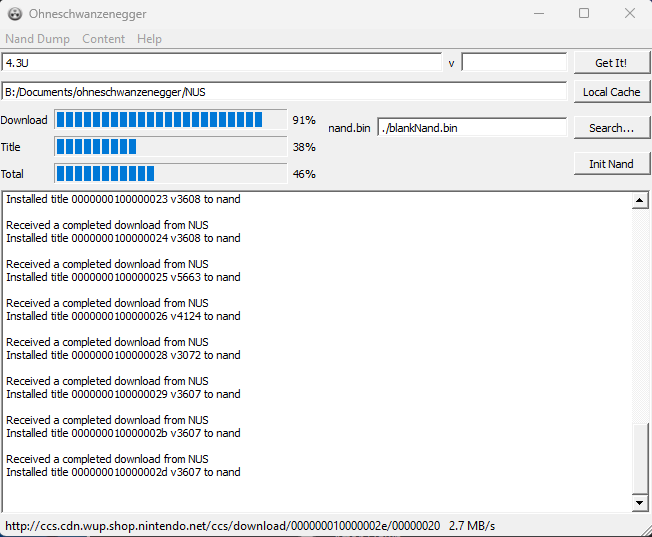 Ohneschwanzenegger
Nand Dump Content Help
4.3U v Get It!
B:/Documents/ohneschwanzenegger/NUS Local Cache
Download 91% nand.bin ./blankNand.bin Search...
Title 38%
Init Nand
Total 46%
Installed title 0000000100000023 v3608 to nand
Received a completed download from NUS
Installed title 0000000100000024 v3608 to nand
Received a completed download from NUS
Installed title 0000000100000025 v5663 to nand
Received a completed download from NUS
Installed title 0000000100000026 v4124 to nand
Received a completed download from NUS
Installed title 0000000100000028 v3072 to nand
Received a completed download from NUS
Installed title 0000000100000029 v3607 to nand
Received a completed download from NUS
Installed title 000000010000002b v3607 to nand
Received a completed download from NUS
Installed title 000000010000002d v3607 to nand
http://ccs.cdn.wup.shop.nintendo.net/ccs/download/000000010000002e/00000020 2.7 MB/s